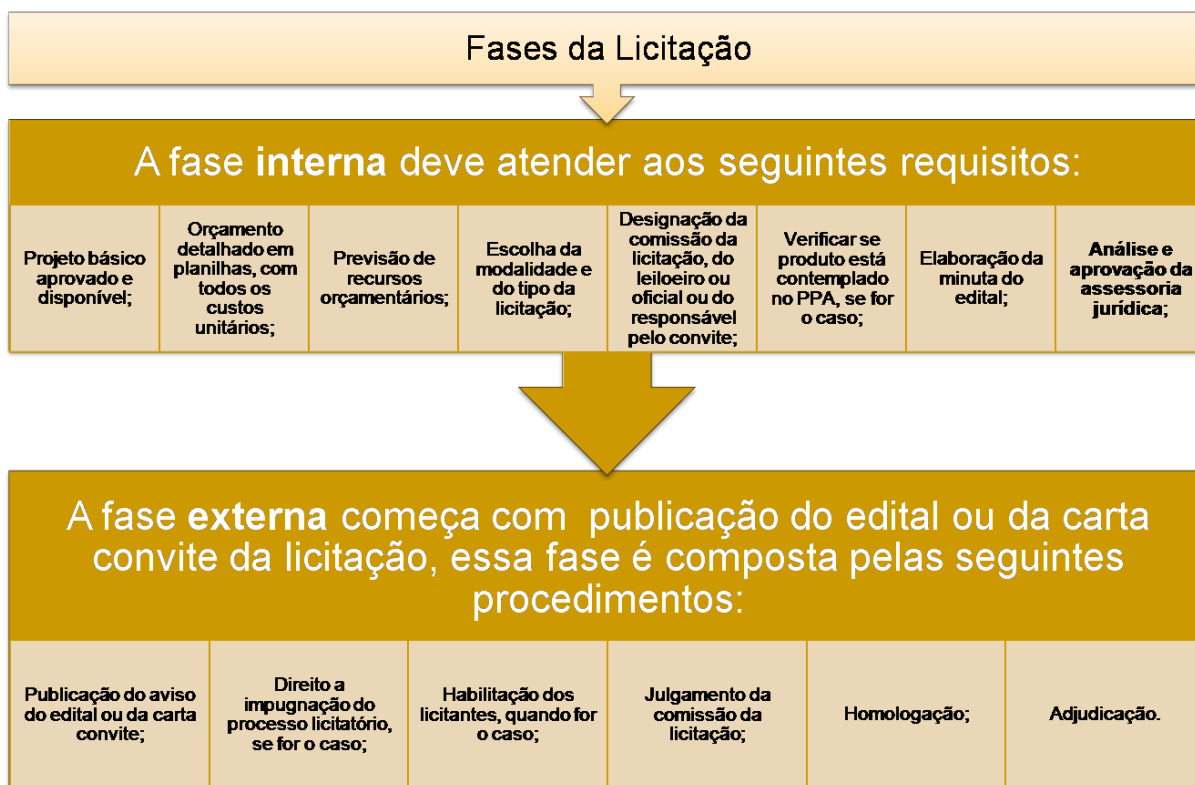 Fases da Licitação
A fase interna deve atender aos seguintes requisitos:
Projeto básico
aprovado e
disponível;
Orçamento
detalhado em
planilhas, com
todos os
custos
unitários;
Previsão de
recursos
orçamentários;
Escolha da
modalidade e
do tipo da
licitação;
Designação da
comissão da
licitação, do
leiloeiro ou
oficial ou do
responsável
pelo convite;
Verificar se
produto está
contemplado
no PPA, se for
o caso;
Elaboração da
minuta do
edital;
Análise e
aprovação da
assessoria
jurídica;
A fase externa começa com publicação do edital ou da carta
convite da licitação, essa fase é composta pelas seguintes
procedimentos:
Publicação do aviso
do edital ou da carta
convite;
Direito a
impugnação do
processo licitatório,
se for o caso;
Habilitação dos
licitantes, quando for
o caso;
Julgamento da
comissão da
licitação;
Homologação;
Adjudicação.